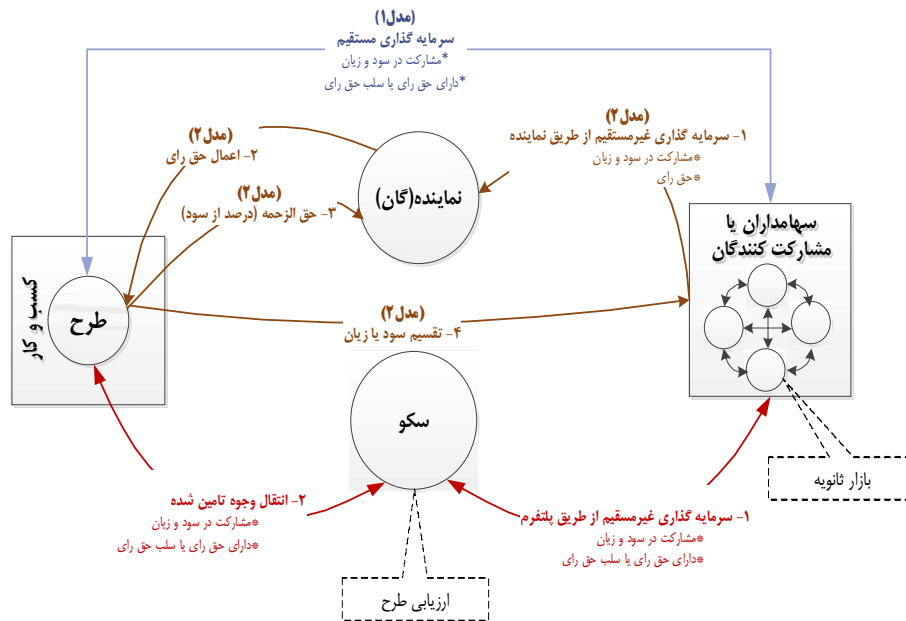 (مدل۱)
سرمایه گذاری مستقیم
*مشارکت در سود و زیان
*دارای حق رای یا سلب حق رای
(مدل۲)
۱- سرمایه گذاری غیرمستقیم از طریق نماینده
*مشارکت در سود و زیان
*حق رای
(مدل۲)
۲- اعمال حق رای
نماینده(گان)
(مدل۲)
۳- حق الزحمه (درصد از سود)
سهامداران یا
مشارکت کنندگان
کسب و کار
طرح
(مدل۲)
۴- تقسیم سود یا زیان
سکو
بازار ثانویه
۱- سرمایه گذاری غیرمسقیم از طریق پلتفرم
*مشارکت در سود و زیان
*دارای حق رای یا سلب حق رای
۲- انتقال وجوه تامین شده
*مشارکت در سود و زیان
*دارای حق رای یا سلب حق رای
ارزیابی طرح